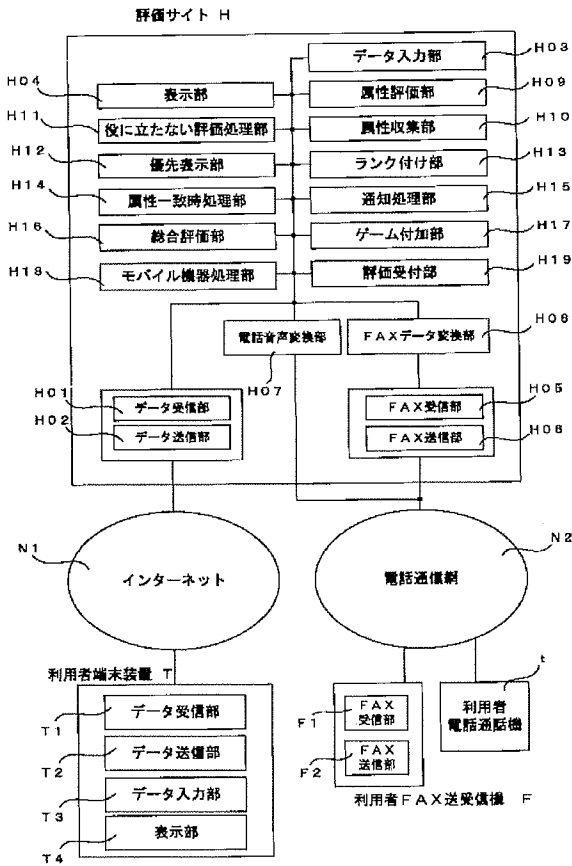 評価サイト H
データ入力部 H03
H04 表示部
属性評価部 H09
H11 役に立たない評価処理部
属性収集部 H10
H12 優先表示部
ランク付け部 H13
H14 属性一致時処理部
通知処理部 H15
H16 総合評価部
ゲーム付加部 H17
H18 モバイル機器処理部
評価受付部 H19
電話音声変換部
H07
FAXデータ変換部 H08
H01 データ受信部
H02 データ送信部
FAX受信部 H05
FAX送信部 H06
N1
インターネット
N2
電話通信網
利用者端末装置 T
T1 データ受信部
T2 データ送信部
T3 データ入力部
T4 表示部
F1 FAX
受信部
F2 FAX
送信部
利用者FAX送受信機 F
t
利用者
電話通話機